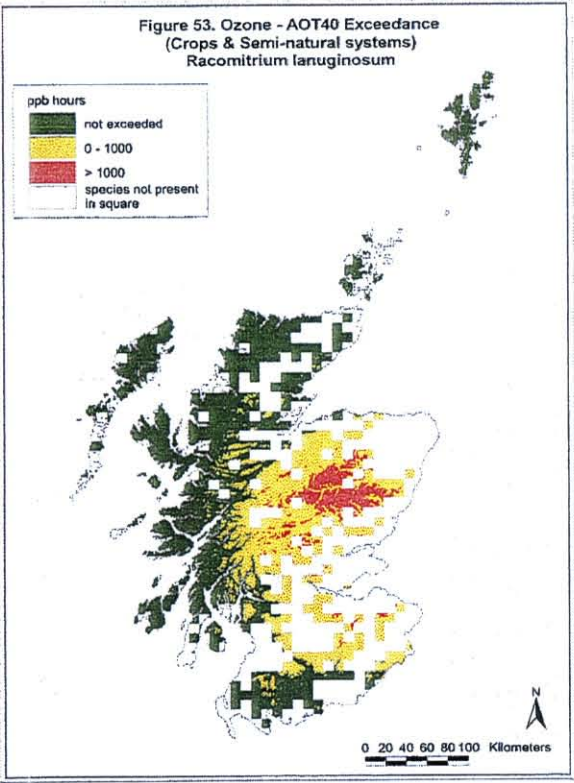 Figure 53. Ozone - AOT40 Exceedance
(Crops & Semi-natural systems)
Racomitrium lanuginosum
ppb hours
not exceeded
0 - 1000
> 1000
species not present
in square
N
0 20 40 60 80 100 Kilometers